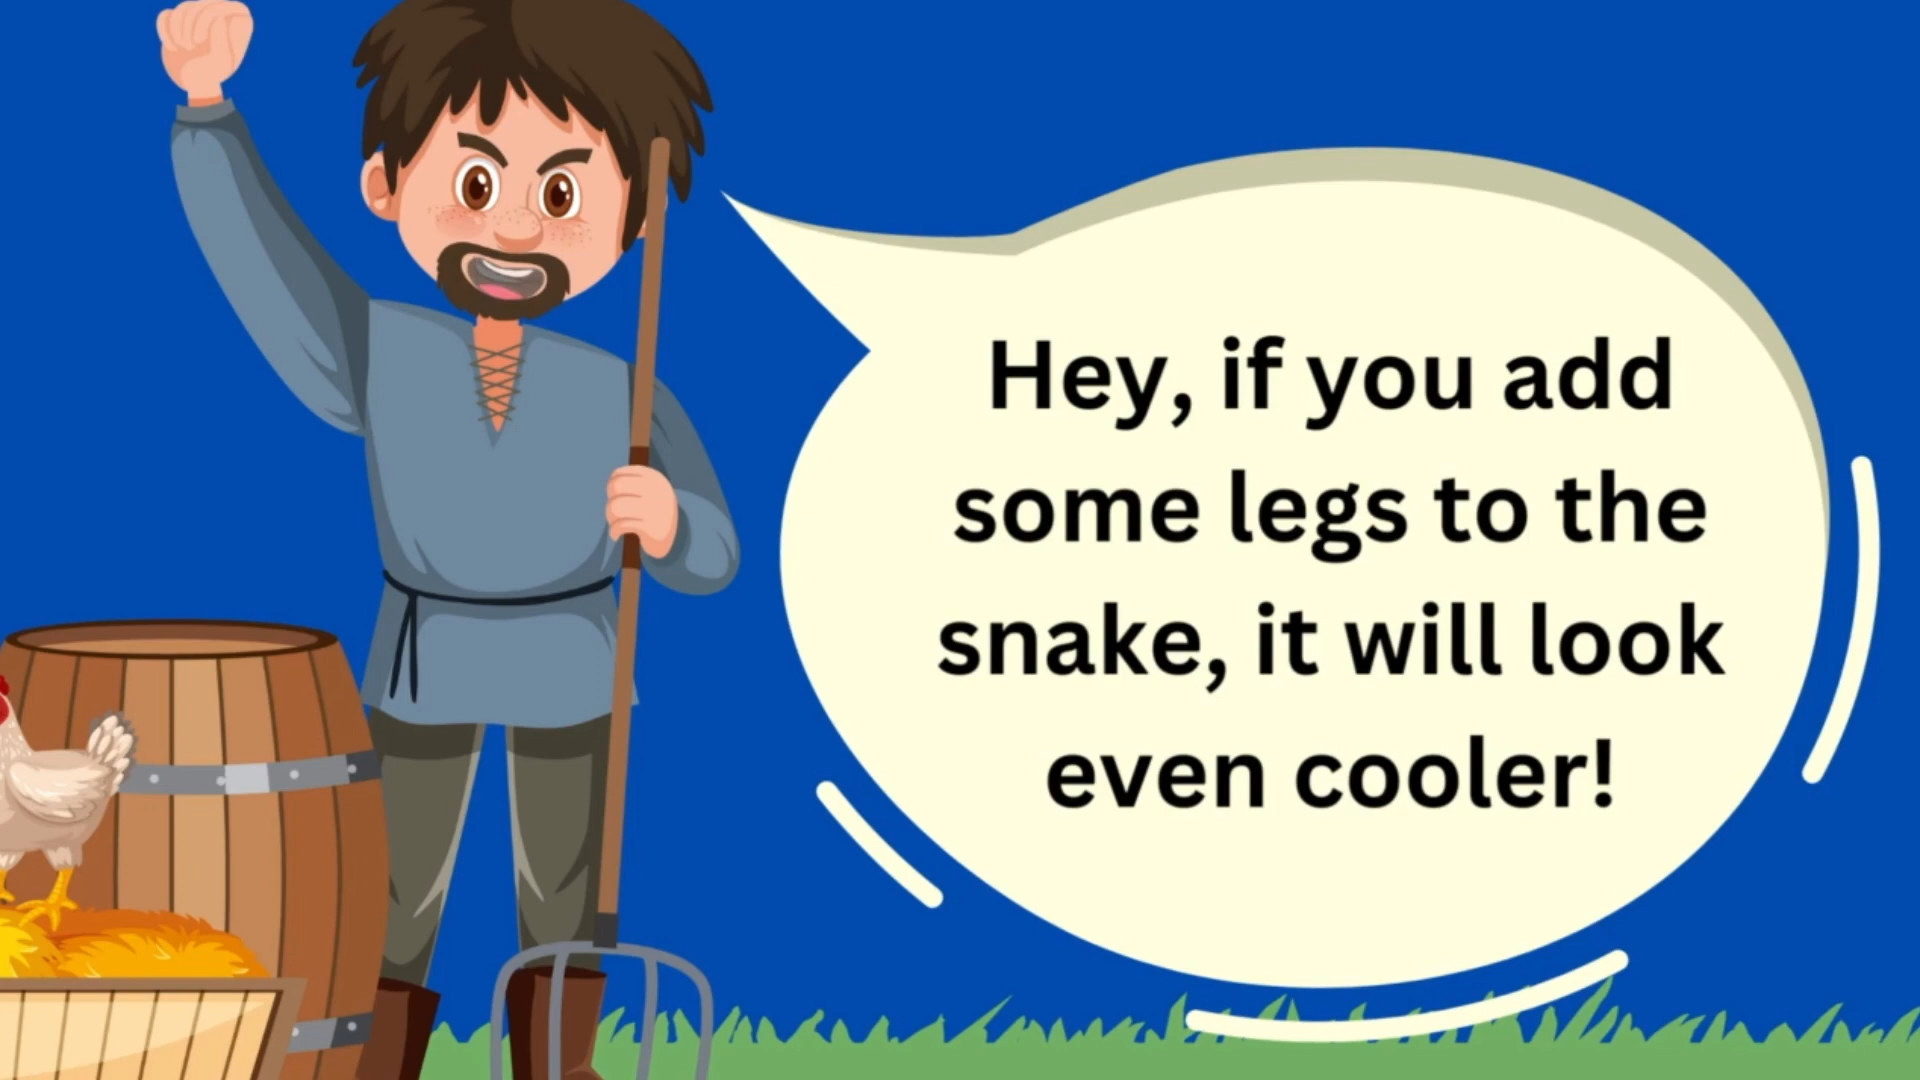 Hey, if you add
some legs to the
snake, it will look
even cooler!